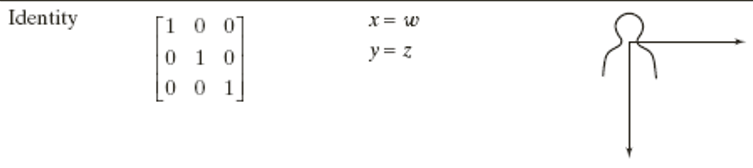 Identity
1 0 0
0 1 0
0 0 1
x = w
y = z